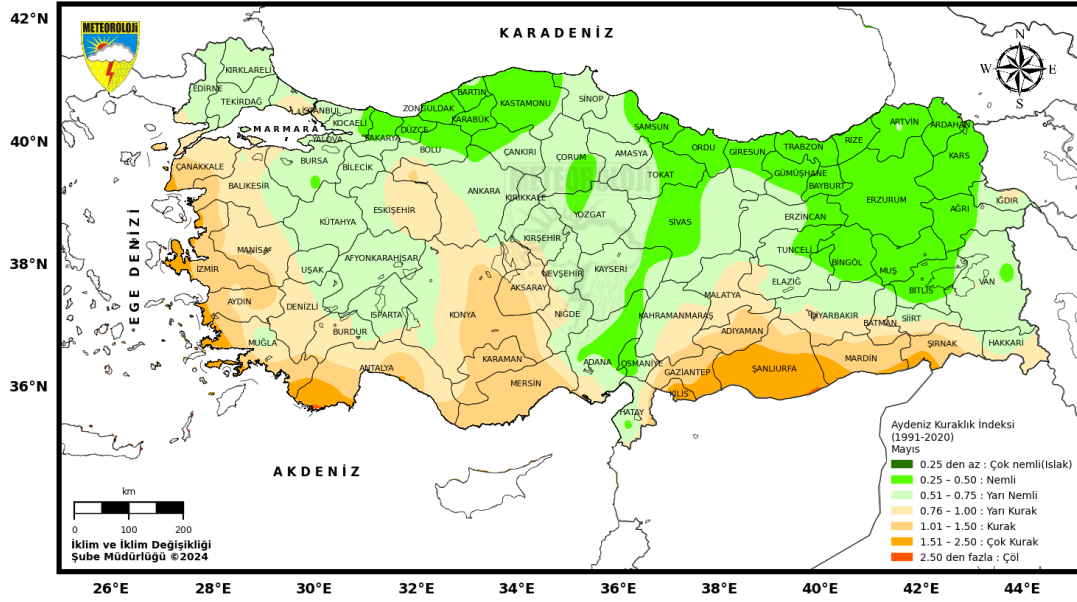 42°N
40°N
38°N
36°N
METEOROLOJİ
KARADENİZ
N
W
E
S
KIRKLARELİ
EDİRNE
TEKİRDAĞ
İSTANBUL
KOCAELİ
MARMARA
YALOVA
SAKARYA
DÜZCE
ZONGULDAK
BARTIN
KARABÜK
KASTAMONU
BOLU
SİNOP
SAMSUN
ORDU
GİRESUN
TRABZON
RİZE
ARTVİN
ARDAHAN
KARS
GÜMÜŞHANE
BAYBURT
ÇANAKKALE
BALIKESİR
BURSA
BİLECİK
ÇANKIRI
ÇORUM
AMASYA
TOKAT
METEOROLOJİ
ERZURUM
AĞRI
IĞDIR
ESKİŞEHİR
ANKARA
KIRIKKALE
YOZGAT
SİVAS
ERZİNCAN
KÜTAHYA
EGE DENİZİ
MANİSA
İZMİR
UŞAK
AFYONKARAHİSAR
KIRŞEHİR
NEVŞEHİR
KAYSERİ
AKSARAY
TUNCELİ
BİNGÖL
MUŞ
BİTLİS
VAN
ELAZIĞ
MALATYA
AYDIN
DENİZLİ
ISPARTA
BURDUR
KONYA
NİĞDE
KAHRAMANMARAŞ
DİYARBAKIR
BATMAN
SİİRT
ADIYAMAN
ŞIRNAK
HAKKARİ
MUĞLA
ANTALYA
KARAMAN
MERSİN
ADANA
OSMANİYE
GAZİANTEP
ŞANLIURFA
MARDİN
KİLİS
HATAY
AKDENİZ
km
0 100 200
İklim ve İklim Değişikliği
Şube Müdürlüğü ©2024
Aydeniz Kuraklık İndeksi
(1991-2020)
Mayıs
0.25 den az : Çok nemli(Islak)
0.25 – 0.50 : Nemli
0.51 – 0.75 : Yarı Nemli
0.76 – 1.00 : Yarı Kurak
1.01 – 1.50 : Kurak
1.51 – 2.50 : Çok Kurak
2.50 den fazla : Çöl
26°E 28°E 30°E 32°E 34°E 36°E 38°E 40°E 42°E 44°E